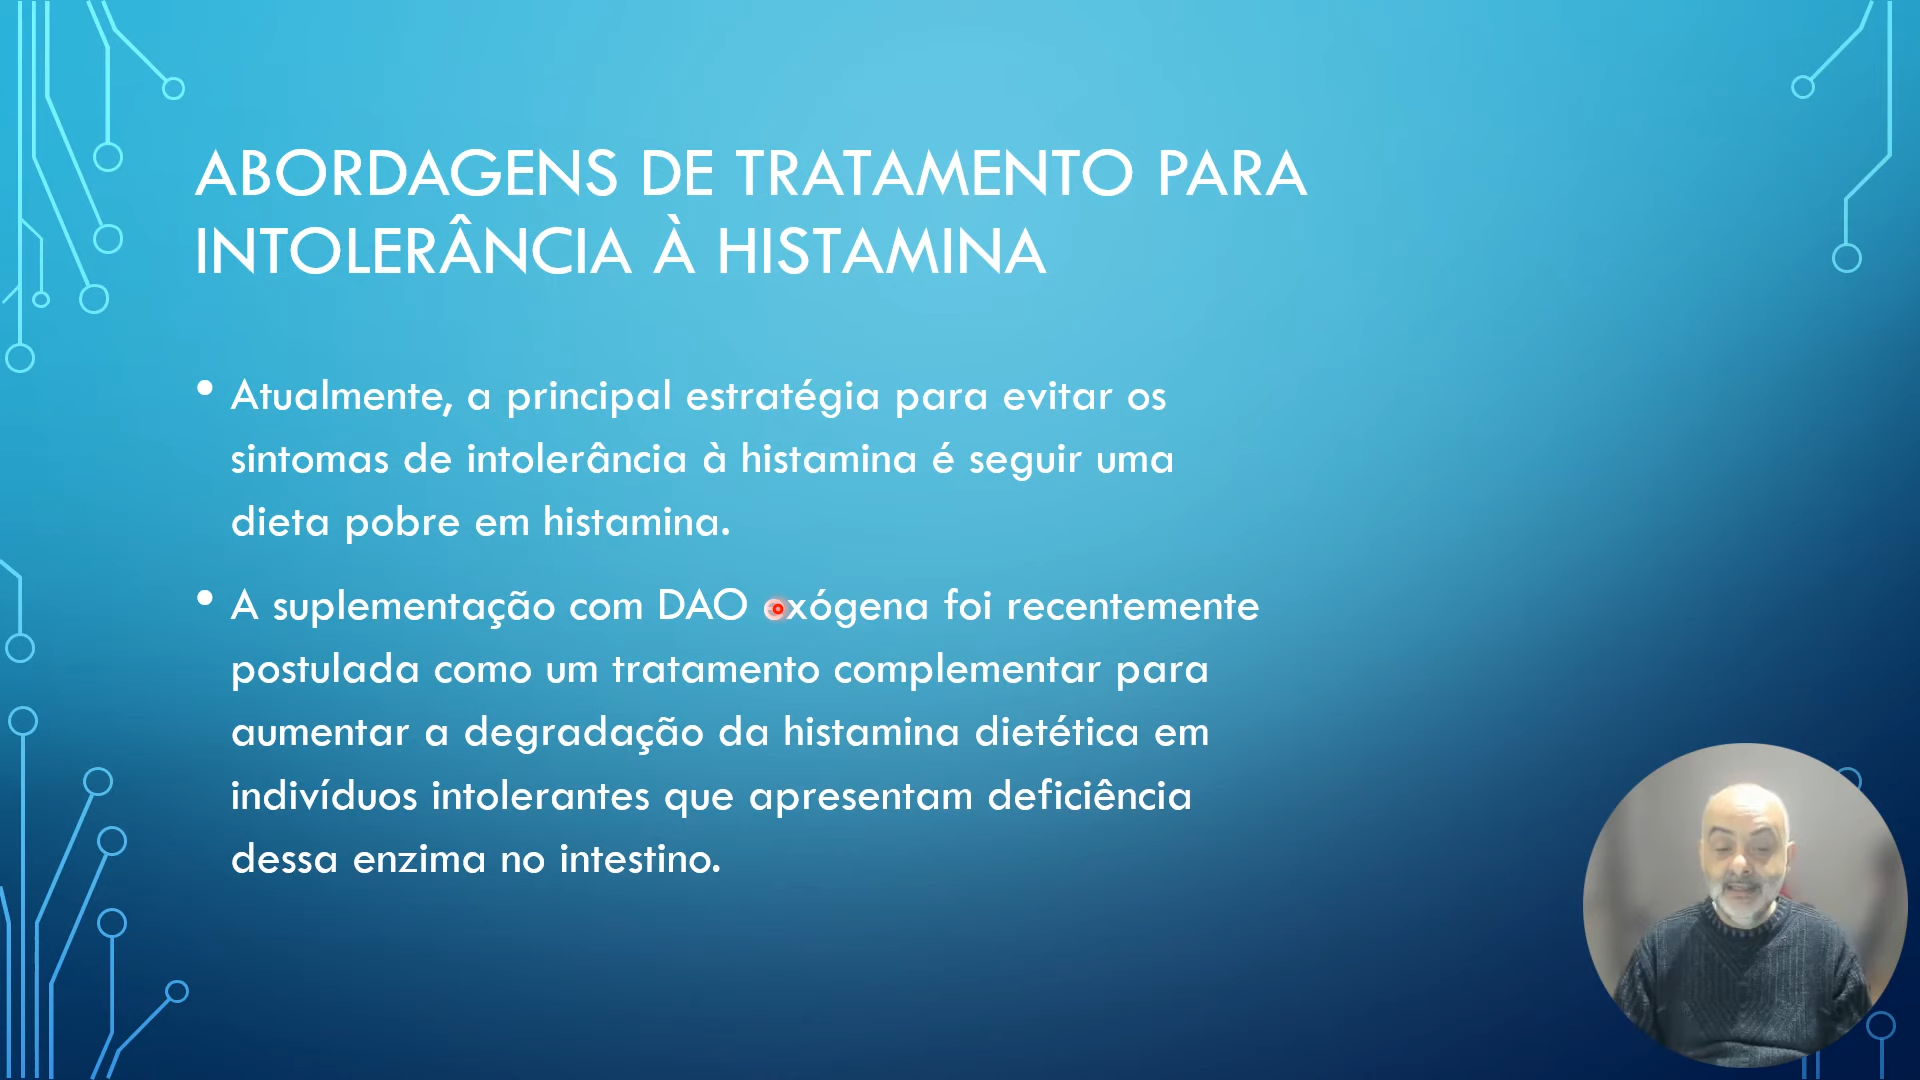 ABORDAGENS DE TRATAMENTO PARA
INTOLERÂNCIA À HISTAMINA
• Atualmente, a principal estratégia para evitar os
sintomas de intolerância à histamina é seguir uma
dieta pobre em histamina.
• A suplementação com DAO exógena foi recentemente
postulada como um tratamento complementar para
aumentar a degradação da histamina dietética em
indivíduos intolerantes que apresentam deficiência
dessa enzima no intestino.